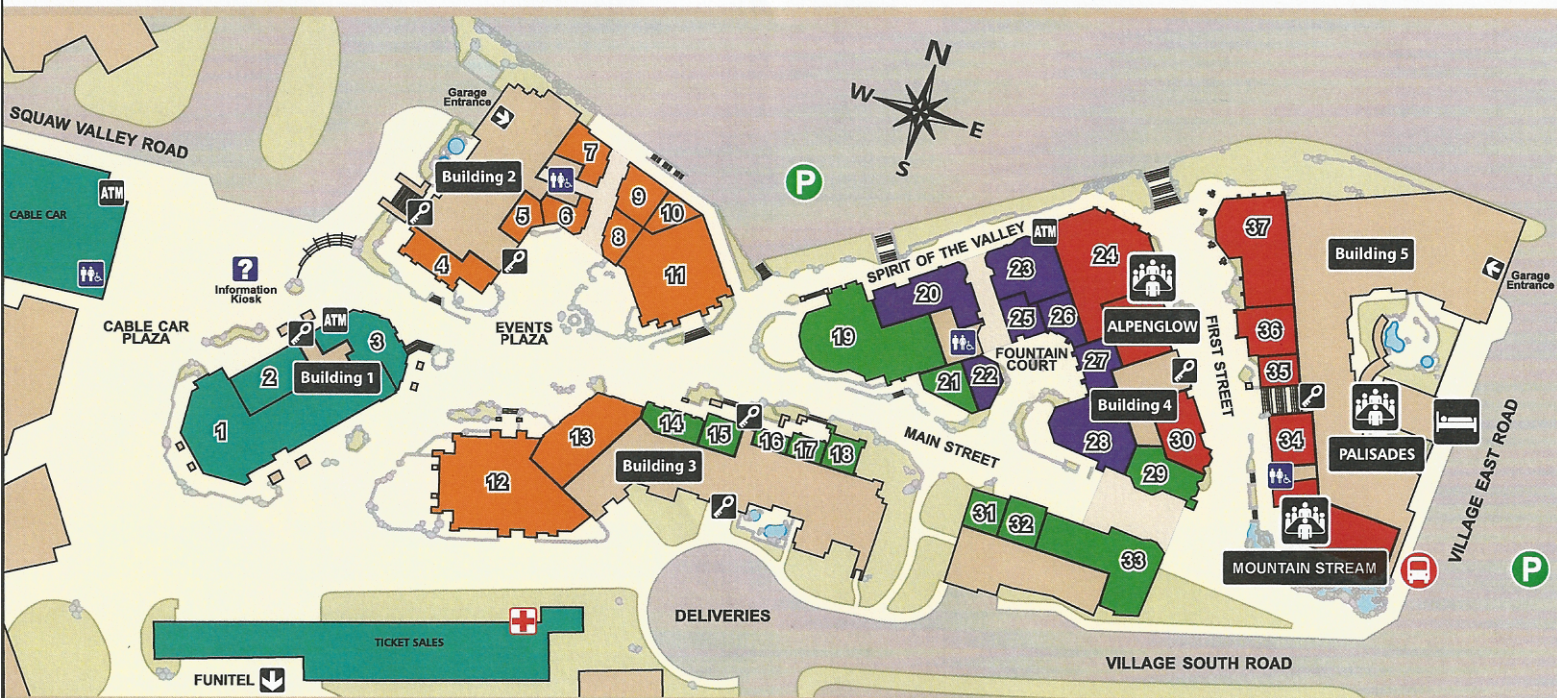 N
W
E
S
Garage
Entrance
SQUAW VALLEY ROAD
ATM
CABLE CAR
Building 2
7
P
9
10
5
6
8
4
11
?
Information
Kiosk
CABLE CAR
PLAZA
ATM
3
2
Building 1
1
EVENTS
PLAZA
SPIRIT OF THE VALLEY
ATM
24
23
20
19
25
26
ALPENGLOW
FOUNTAIN
COURT
27
21
22
Building 4
28
30
29
FIRST STREET
37
36
35
34
Building 5
Garage
Entrance
PALISADES
VILLAGE EAST ROAD
MOUNTAIN STREAM
P
13
12
14
15
16
17
18
Building 3
MAIN STREET
31
32
33
DELIVERIES
TICKET SALES
FUNITEL
VILLAGE SOUTH ROAD